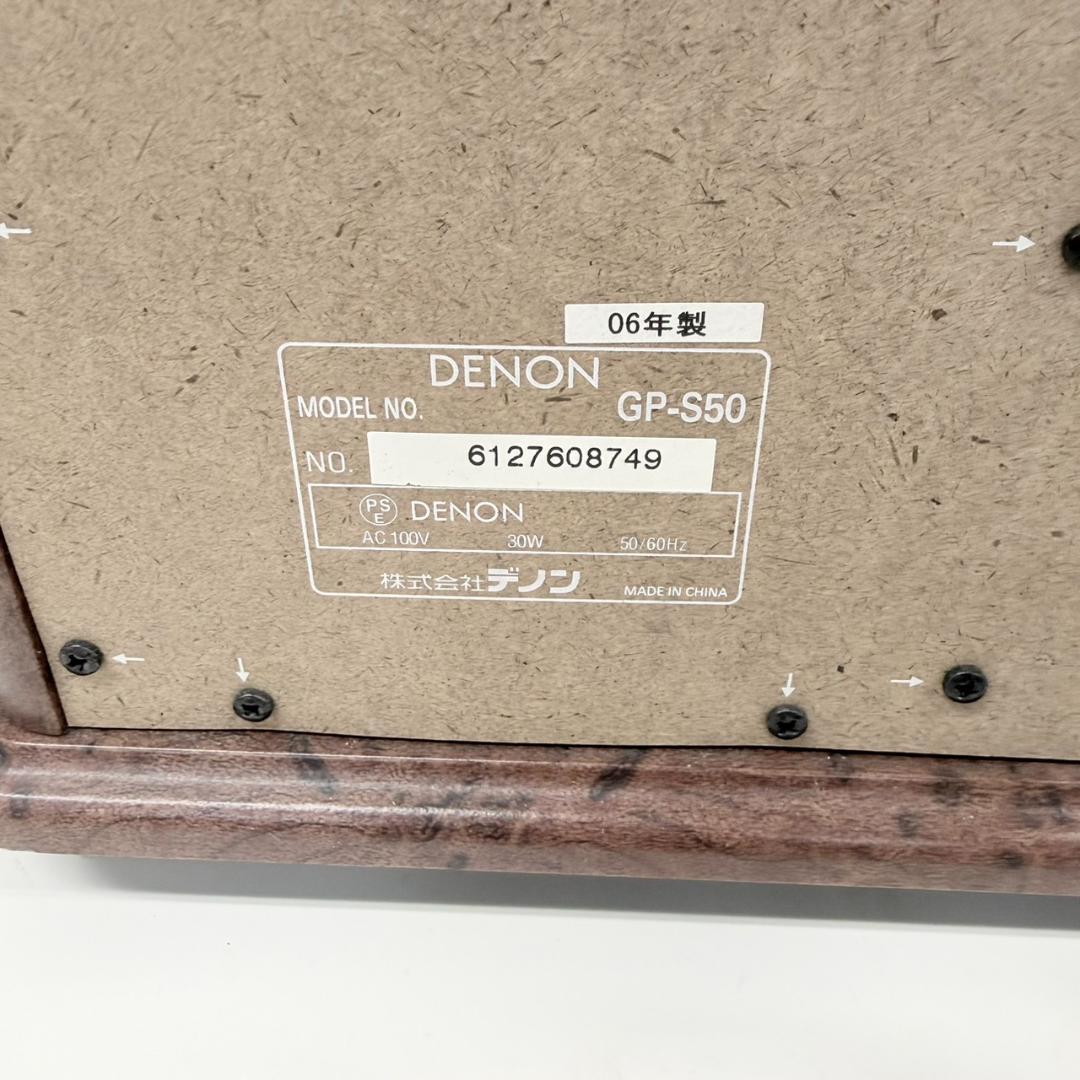 06年製
DENON
MODEL NO. GP-S50
NO. 6127608749
PSE DENON
AC 100V 30W 50/60Hz
株式会社デノン MADE IN CHINA